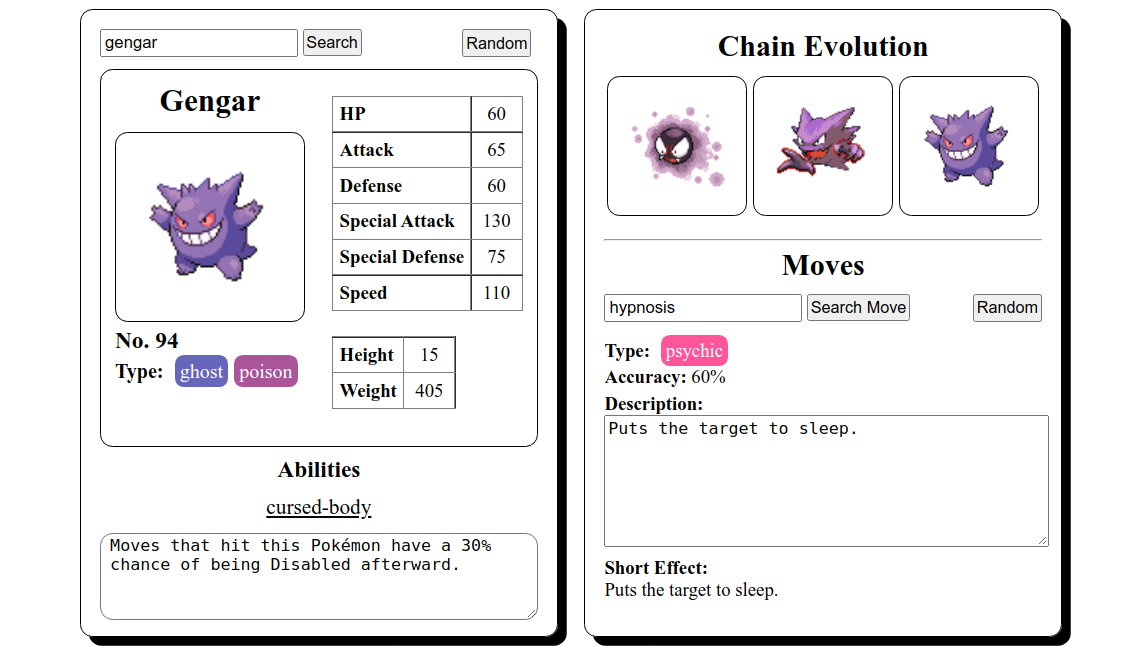 gengar Search Random
Gengar
HP 60
Attack 65
Defense 60
Special Attack 130
Special Defense 75
Speed 110
No. 94
Type: ghost poison
Height 15
Weight 405
Abilities
cursed-body
Moves that hit this Pokémon have a 30%
chance of being Disabled afterward.
Chain Evolution
Moves
hypnosis Search Move Random
Type: psychic
Accuracy: 60%
Description:
Puts the target to sleep.
Short Effect:
Puts the target to sleep.